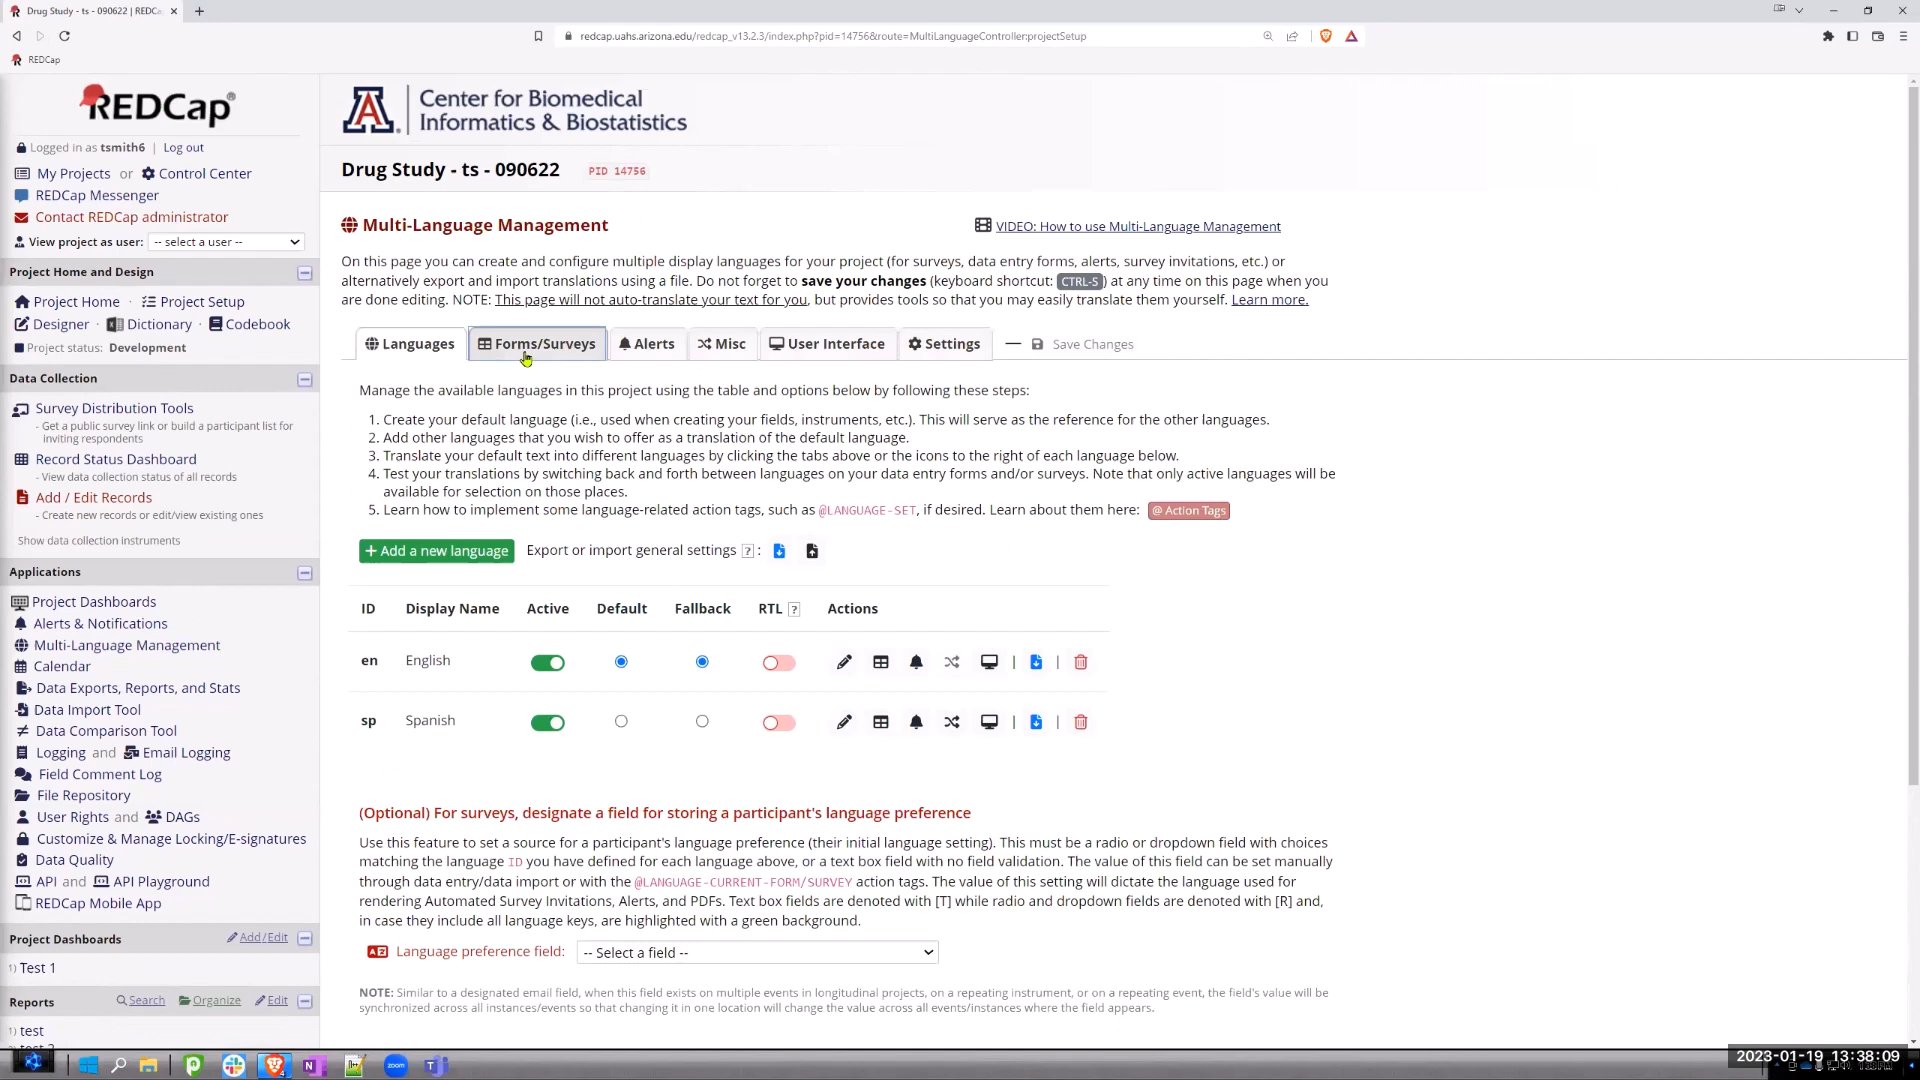 Drug Study - ts - 090622 | REDCa
REDCap
redcap.uahs.arizona.edu/redcap_v13.2.3/index.php?pid=14756&route=MultiLanguageController:projectSetup
REDCap
Logged in as tsmith6 | Log out
My Projects or Control Center
REDCap Messenger
Contact REDCap administrator
View project as user: -- select a user --
Project Home and Design
Project Home · Project Setup
Designer · Dictionary · Codebook
Project status: Development
Data Collection
Survey Distribution Tools
- Get a public survey link or build a participant list for
inviting respondents
Record Status Dashboard
- View data collection status of all records
Add / Edit Records
- Create new records or edit/view existing ones
Show data collection instruments
Applications
Project Dashboards
Alerts & Notifications
Multi-Language Management
Calendar
Data Exports, Reports, and Stats
Data Import Tool
Data Comparison Tool
Logging and Email Logging
Field Comment Log
File Repository
User Rights and DAGs
Customize & Manage Locking/E-signatures
Data Quality
API and API Playground
REDCap Mobile App
Project Dashboards Add/Edit
1) Test 1
Reports Search Organize Edit
1) test
A
Center for Biomedical
Informatics & Biostatistics
Drug Study - ts - 090622 PID 14756
Multi-Language Management
VIDEO: How to use Multi-Language Management
On this page you can create and configure multiple display languages for your project (for surveys, data entry forms, alerts, survey invitations, etc.) or
alternatively export and import translations using a file. Do not forget to save your changes (keyboard shortcut: CTRL-S) at any time on this page when you
are done editing. NOTE: This page will not auto-translate your text for you, but provides tools so that you may easily translate them yourself. Learn more.
Languages Forms/Surveys Alerts Misc User Interface Settings — Save Changes
Manage the available languages in this project using the table and options below by following these steps:
1. Create your default language (i.e., used when creating your fields, instruments, etc.). This will serve as the reference for the other languages.
2. Add other languages that you wish to offer as a translation of the default language.
3. Translate your default text into different languages by clicking the tabs above or the icons to the right of each language below.
4. Test your translations by switching back and forth between languages on your data entry forms and/or surveys. Note that only active languages will be
available for selection on those places.
5. Learn how to implement some language-related action tags, such as @LANGUAGE-SET, if desired. Learn about them here: @ Action Tags
+ Add a new language Export or import general settings ? :
ID Display Name Active Default Fallback RTL ? Actions
en English | |
sp Spanish | |
(Optional) For surveys, designate a field for storing a participant's language preference
Use this feature to set a source for a participant's language preference (their initial language setting). This must be a radio or dropdown field with choices
matching the language ID you have defined for each language above, or a text box field with no field validation. The value of this field can be set manually
through data entry/data import or with the @LANGUAGE-CURRENT-FORM/SURVEY action tags. The value of this setting will dictate the language used for
rendering Automated Survey Invitations, Alerts, and PDFs. Text box fields are denoted with [T] while radio and dropdown fields are denoted with [R] and,
in case they include all language keys, are highlighted with a green background.
Language preference field: -- Select a field --
NOTE: Similar to a designated email field, when this field exists on multiple events in longitudinal projects, on a repeating instrument, or on a repeating event, the field's value will be
synchronized across all instances/events so that changing it in one location will change the value across all events/instances where the field appears.
zoom
2023-01-19 13:38:09